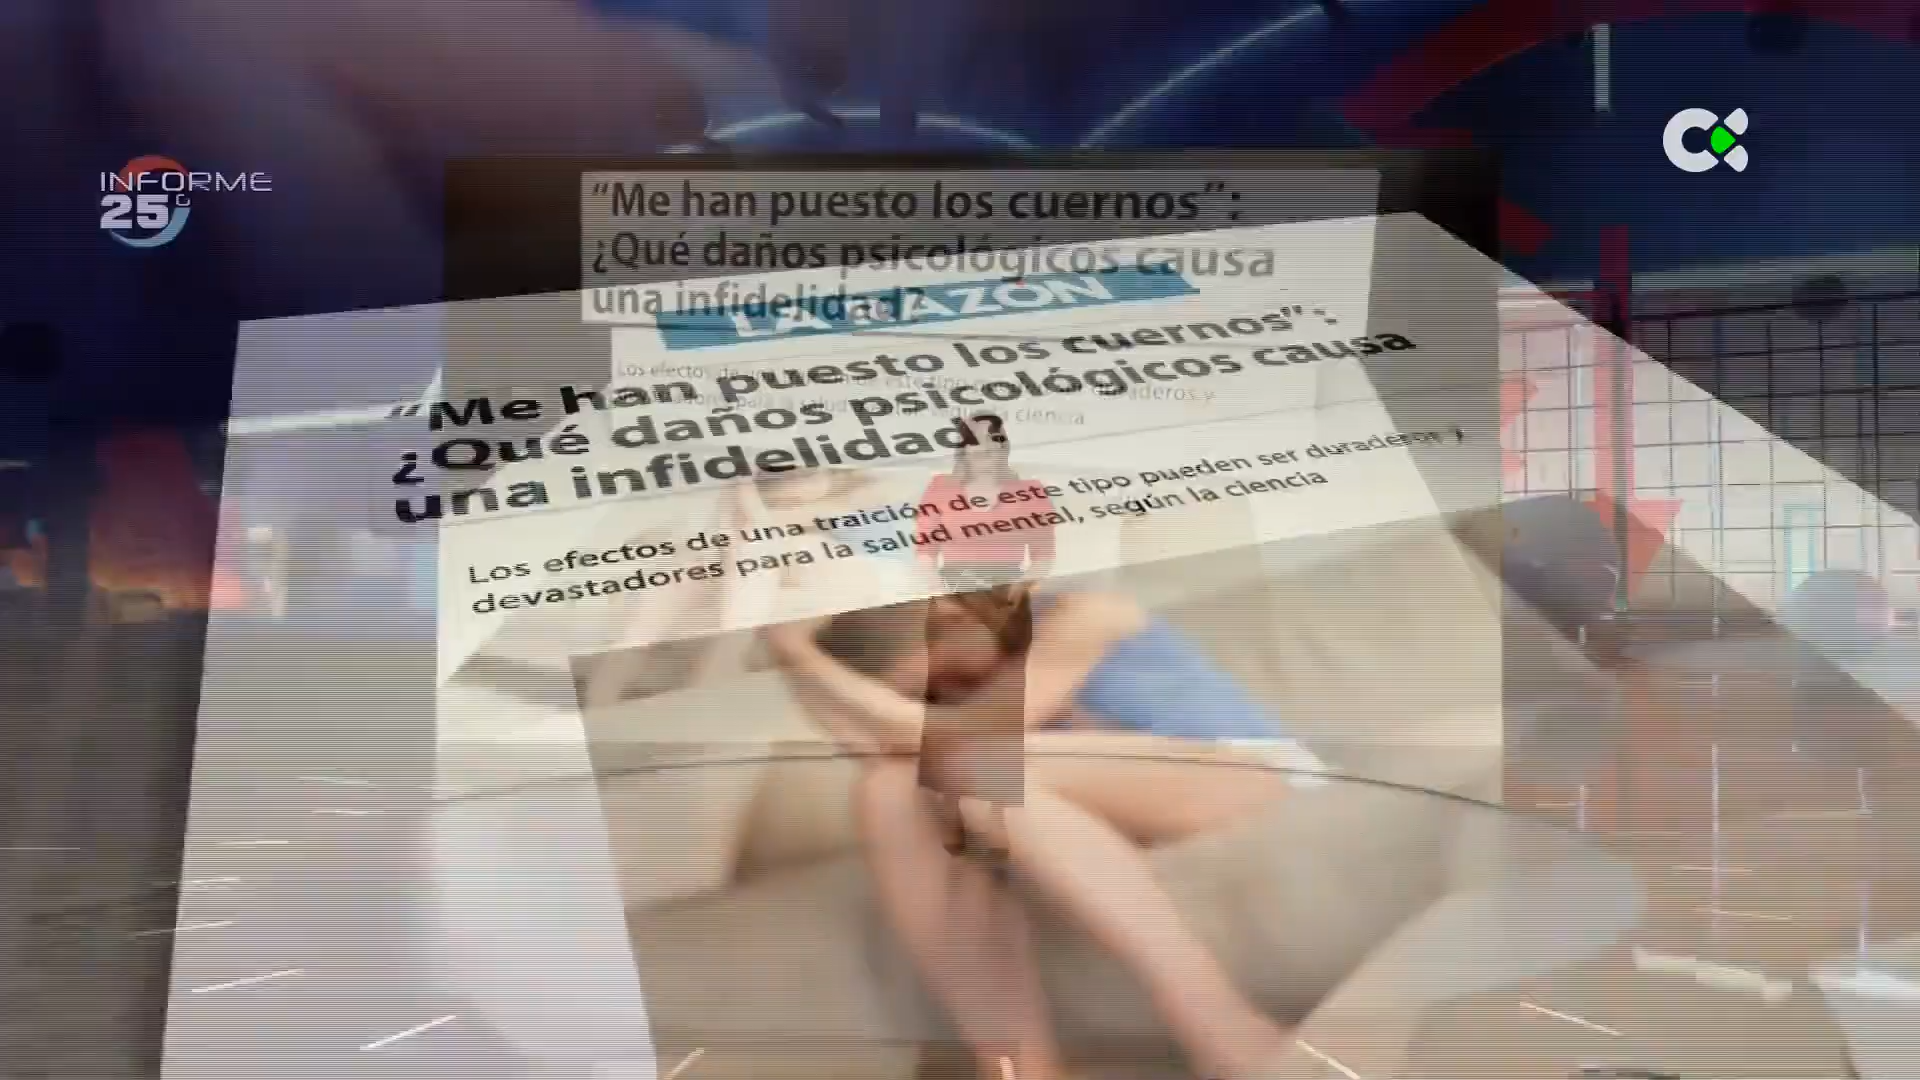 INFORME
25
“Me han puesto los cuernos”:
¿Qué daños psicológicos causa
una infidelidad?
LA RAZÓN
“Me han puesto los cuernos”:
¿Qué daños psicológicos causa
una infidelidad?
Los efectos de una traición de este tipo pueden ser duraderos y
devastadores para la salud mental, según la ciencia